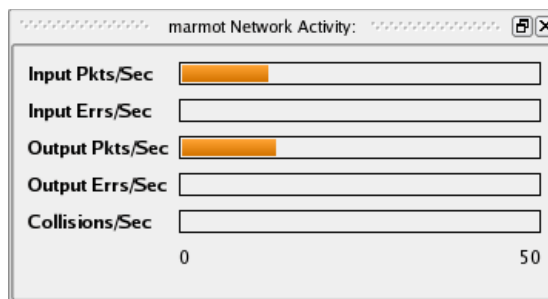 marmot Network Activity:
Input Pkts/Sec
Input Errs/Sec
Output Pkts/Sec
Output Errs/Sec
Collisions/Sec
0 50